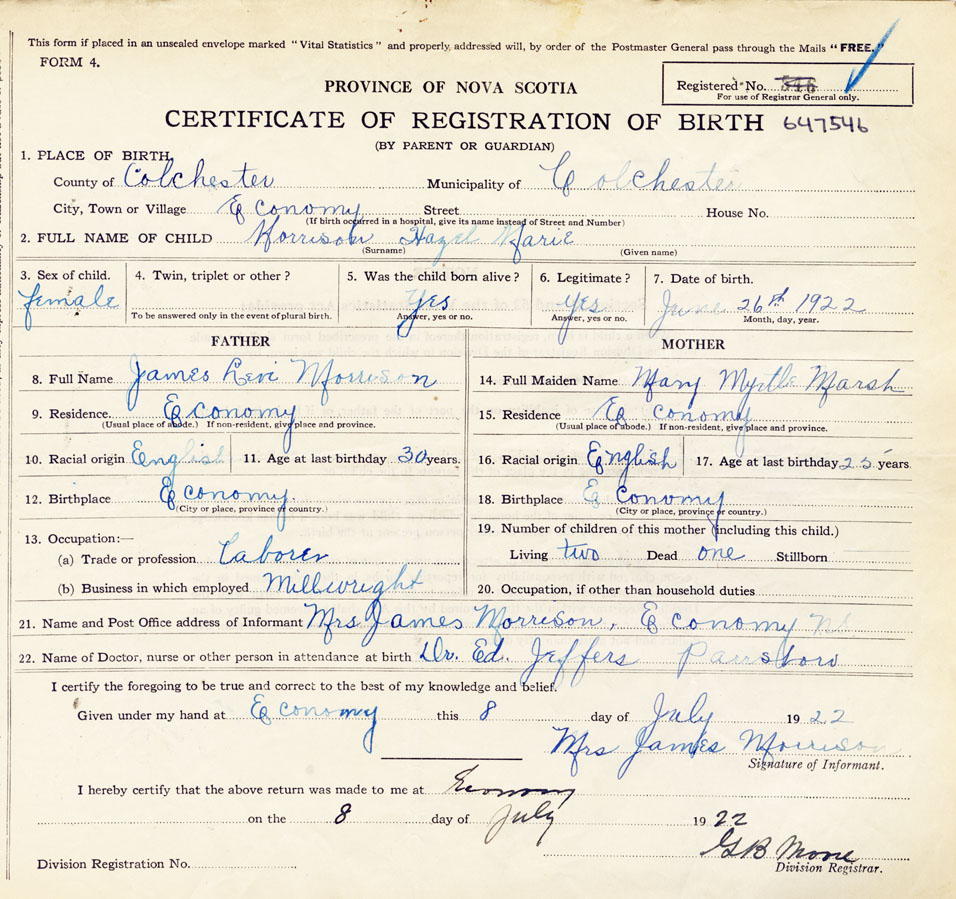 This form if placed in an unsealed envelope marked "Vital Statistics" and properly, addressed will, by order of the Postmaster General pass through the Mails "FREE."
FORM 4.
Registered No. 546
For use of Registrar General only.
PROVINCE OF NOVA SCOTIA
CERTIFICATE OF REGISTRATION OF BIRTH 647546
(BY PARENT OR GUARDIAN)
1. PLACE OF BIRTH
County of Colchester Municipality of Colchester
City, Town or Village Economy Street House No.
(If birth occurred in a hospital, give its name instead of Street and Number)
2. FULL NAME OF CHILD Morrison Hazel Marie
(Surname) (Given name)
3. Sex of child. 4. Twin, triplet or other? 5. Was the child born alive? 6. Legitimate? 7. Date of birth.
female Yes Yes June 26th 1922
To be answered only in the event of plural birth. Answer, yes or no. Answer, yes or no. Month, day, year.
FATHER MOTHER
8. Full Name James Levi Morrison 14. Full Maiden Name Mary Myrtle Marsh
9. Residence. Economy 15. Residence Economy
(Usual place of abode.) If non-resident, give place and province. (Usual place of abode.) If non-resident, give place and province.
10. Racial origin English 11. Age at last birthday 30 years. 16. Racial origin English 17. Age at last birthday 25 years.
12. Birthplace Economy. 18. Birthplace Economy
(City or place, province or country.) (City or place, province or country.)
13. Occupation:— 19. Number of children of this mother (including this child.)
(a) Trade or profession Laborer Living two Dead one Stillborn
(b) Business in which employed Millwright 20. Occupation, if other than household duties
21. Name and Post Office address of Informant Mrs James Morrison, Economy NS
22. Name of Doctor, nurse or other person in attendance at birth Dr. Ed. Jeffers Parrsboro
I certify the foregoing to be true and correct to the best of my knowledge and belief.
Given under my hand at Economy this 8 day of July 1922
Mrs James Morrison
Signature of Informant.
I hereby certify that the above return was made to me at Economy
on the 8 day of July 1922
Division Registration No. GB
Division Registrar.